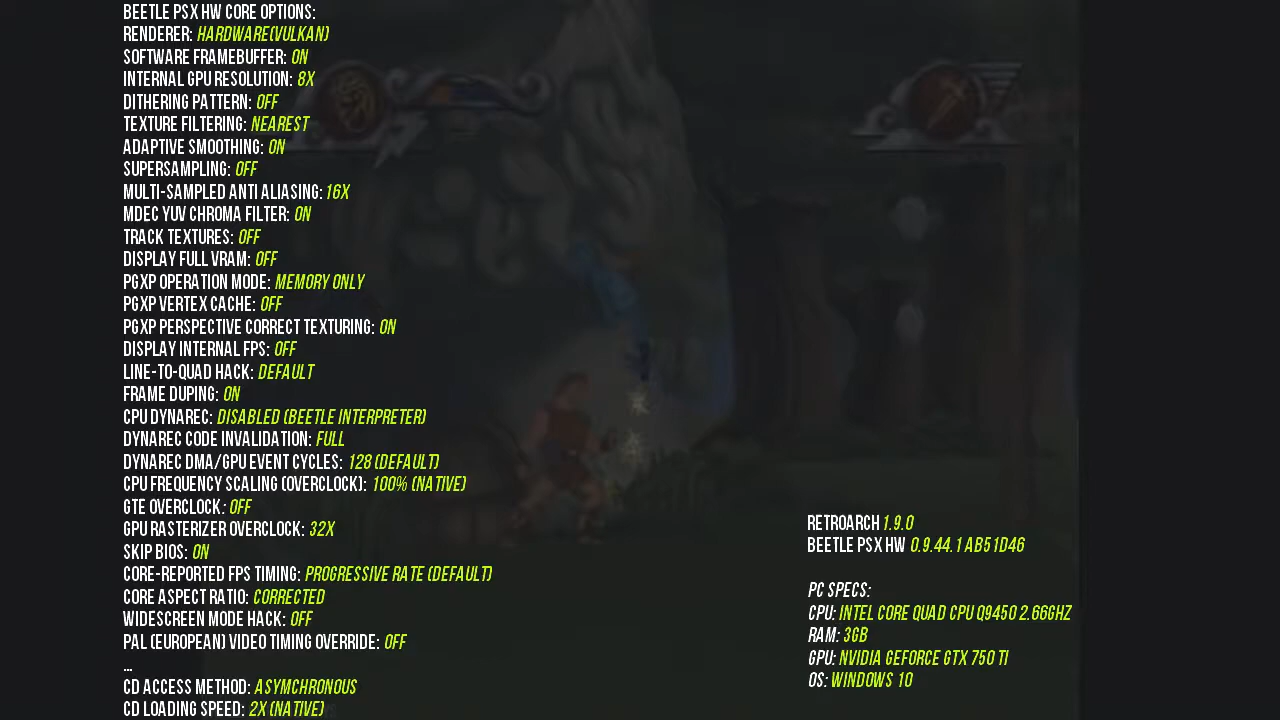 BEETLE PSX HW CORE OPTIONS:
RENDERER: HARDWARE(VULKAN)
SOFTWARE FRAMEBUFFER: ON
INTERNAL GPU RESOLUTION: 8X
DITHERING PATTERN: OFF
TEXTURE FILTERING: NEAREST
ADAPTIVE SMOOTHING: ON
SUPERSAMPLING: OFF
MULTI-SAMPLED ANTI ALIASING: 16X
MDEC YUV CHROMA FILTER: ON
TRACK TEXTURES: OFF
DISPLAY FULL VRAM: OFF
PGXP OPERATION MODE: MEMORY ONLY
PGXP VERTEX CACHE: OFF
PGXP PERSPECTIVE CORRECT TEXTURING: ON
DISPLAY INTERNAL FPS: OFF
LINE-TO-QUAD HACK: DEFAULT
FRAME DUPING: ON
CPU DYNAREC: DISABLED (BEETLE INTERPRETER)
DYNAREC CODE INVALIDATION: FULL
DYNAREC DMA/GPU EVENT CYCLES: 128 (DEFAULT)
CPU FREQUENCY SCALING (OVERCLOCK): 100% (NATIVE)
GTE OVERCLOCK: OFF
GPU RASTERIZER OVERCLOCK: 32X
SKIP BIOS: ON
CORE-REPORTED FPS TIMING: PROGRESSIVE RATE (DEFAULT)
CORE ASPECT RATIO: CORRECTED
WIDESCREEN MODE HACK: OFF
PAL (EUROPEAN) VIDEO TIMING OVERRIDE: OFF
...
CD ACCESS METHOD: ASYMCHRONOUS
CD LOADING SPEED: 2X (NATIVE)
RETROARCH 1.9.0
BEETLE PSX HW 0.9.44.1 AB51D46
PC SPECS:
CPU: INTEL CORE QUAD CPU Q9450 2.66GHZ
RAM: 3GB
GPU: NVIDIA GEFORCE GTX 750 TI
OS: WINDOWS 10